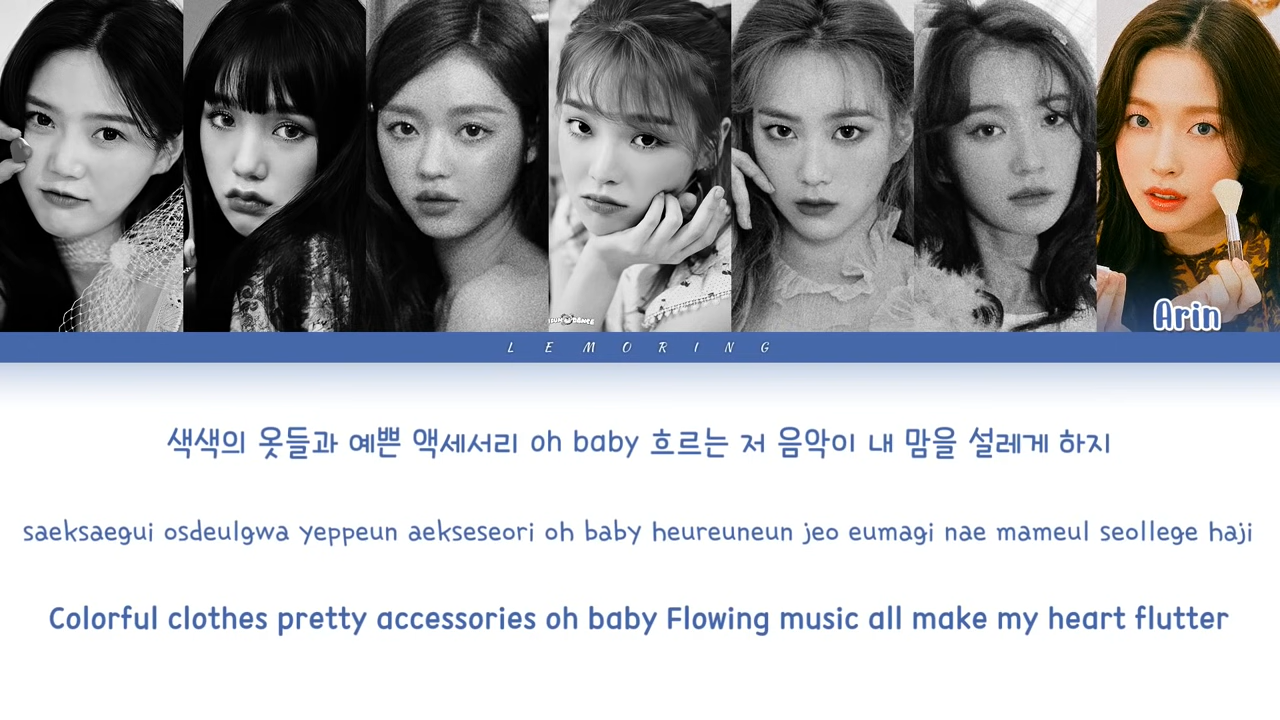 Arin
L E M O R I N G
색색의 옷들과 예쁜 액세서리 oh baby 흐르는 저 음악이 내 맘을 설레게 하지
saeksaegui osdeulgwa yeppeun aekseseori oh baby heureuneun jeo eumagi nae mameul seollege haji
Colorful clothes pretty accessories oh baby Flowing music all make my heart flutter